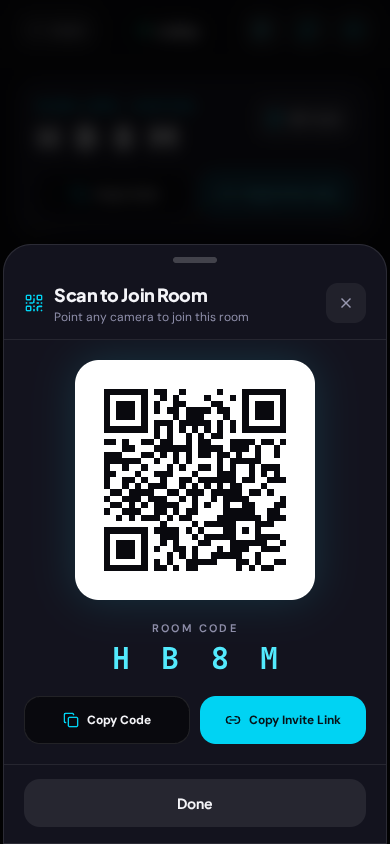 Scan to Join Room
Point any camera to join this room
ROOM CODE
H B 8 M
Copy Code
Copy Invite Link
Done